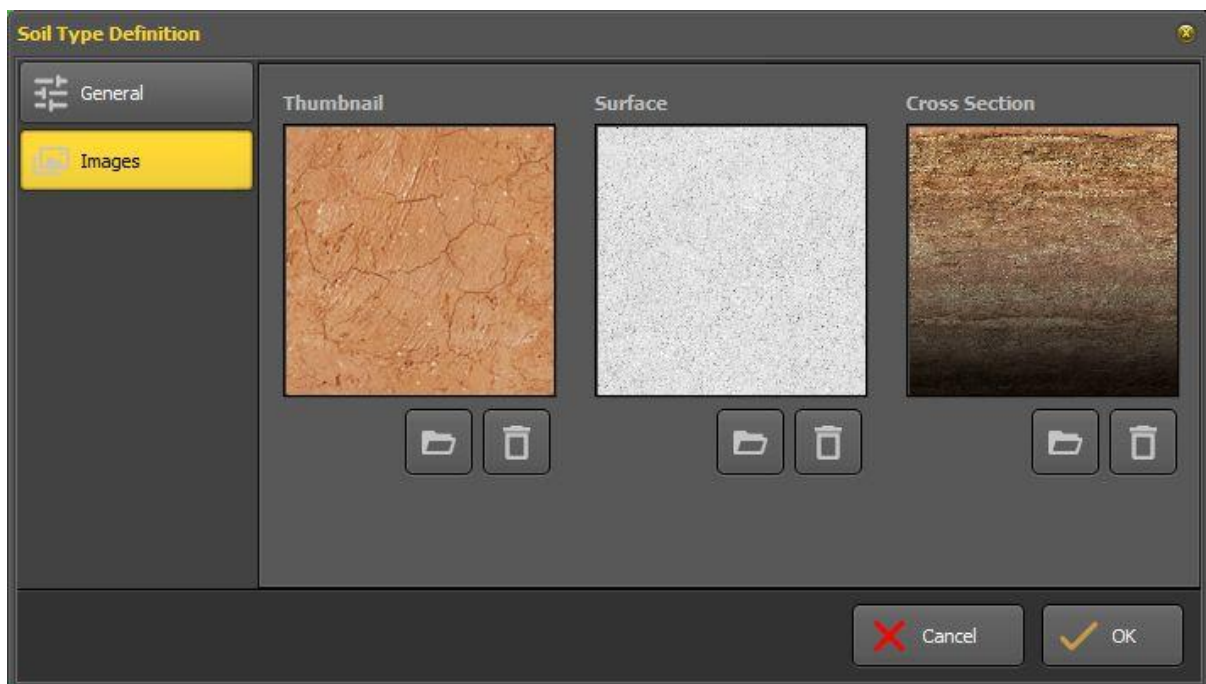 Soil Type Definition
General
Images
Thumbnail
Surface
Cross Section
Cancel
OK